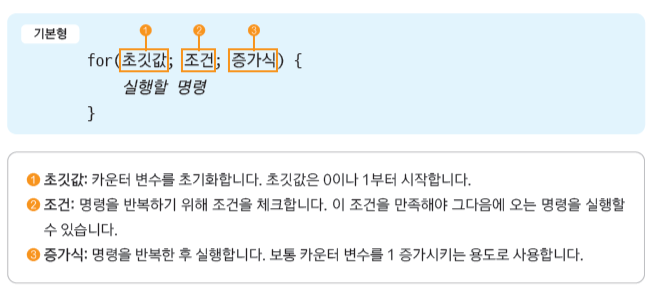 기본형
1 2 3
for(초깃값; 조건; 증가식) {
실행할 명령
}
1 초깃값: 카운터 변수를 초기화합니다. 초깃값은 0이나 1부터 시작합니다.
2 조건: 명령을 반복하기 위해 조건을 체크합니다. 이 조건을 만족해야 그다음에 오는 명령을 실행할
수 있습니다.
3 증가식: 명령을 반복한 후 실행합니다. 보통 카운터 변수를 1 증가시키는 용도로 사용합니다.